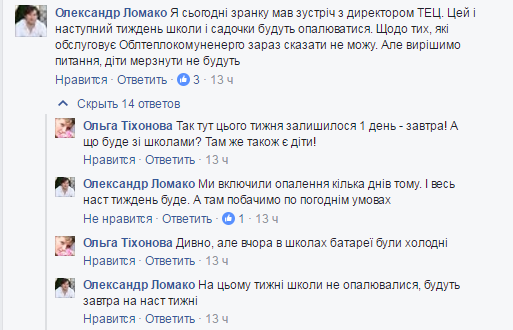 Олександр Ломако Я сьогодні зранку мав зустріч з директором ТЕЦ. Цей і
наступний тиждень школи і садочки будуть опалюватися. Щодо тих, які
обслуговує Облтеплокомуненерго зараз сказати не можу. Але вирішимо
питання, діти мерзнути не будуть
Нравится · Ответить · 3 · 13 ч
Скрыть 14 ответов
Ольга Тіхонова Так тут цього тижня залишилося 1 день - завтра! А
що буде зі школами? Там же також є діти!
Нравится · Ответить · 13 ч
Олександр Ломако Ми включили опалення кілька днів тому. І весь
наст тиждень буде. А там побачимо по погоднім умовах
Не нравится · Ответить · 1 · 13 ч
Ольга Тіхонова Дивно, але вчора в школах батареї були холодні
Нравится · Ответить · 13 ч
Олександр Ломако На цьому тижні школи не опалювалися, будуть
завтра на наст тижні
Нравится · Ответить · 13 ч